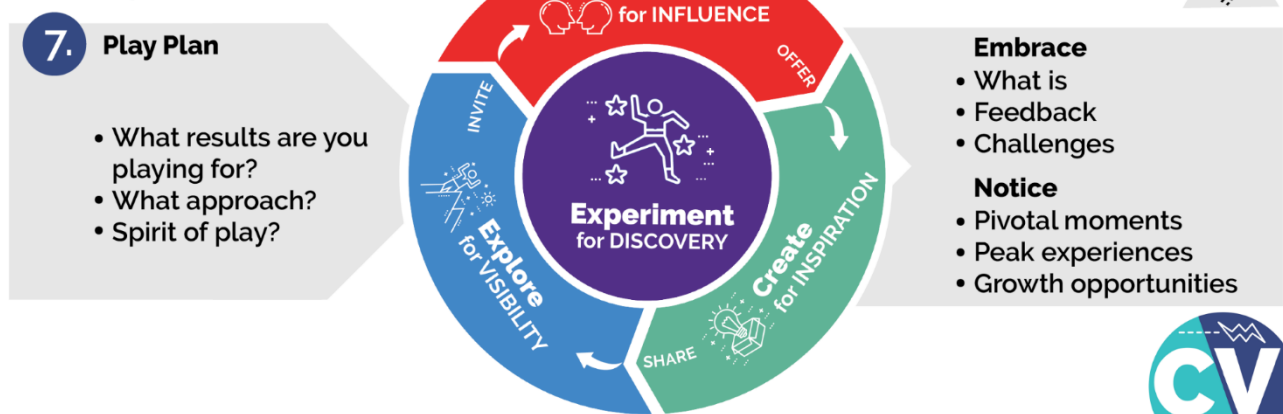 7.
Play Plan
• What results are you
playing for?
• What approach?
• Spirit of play?
for INFLUENCE
OFFER
INVITE
Experiment
for DISCOVERY
Explore
for VISIBILITY
Create
for INSPIRATION
SHARE
Embrace
• What is
• Feedback
• Challenges
Notice
• Pivotal moments
• Peak experiences
• Growth opportunities
CV